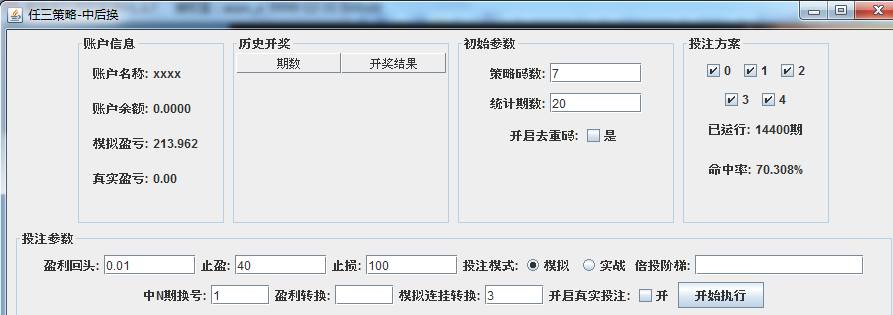 任三策略-中后换
账户信息
账户名称: xxxx
账户余额: 0.0000
模拟盈亏: 213.962
真实盈亏: 0.00
历史开奖
期数 开奖结果
初始参数
策略码数: 7
统计期数: 20
开启去重码: 是
投注方案
0 1 2
3 4
已运行: 14400期
命中率: 70.308%
投注参数
盈利回头: 0.01 止盈: 40 止损: 100 投注模式: 模拟 实战 倍投阶梯:
中N期换号: 1 盈利转换: 模拟连挂转换: 3 开启真实投注: 开 开始执行